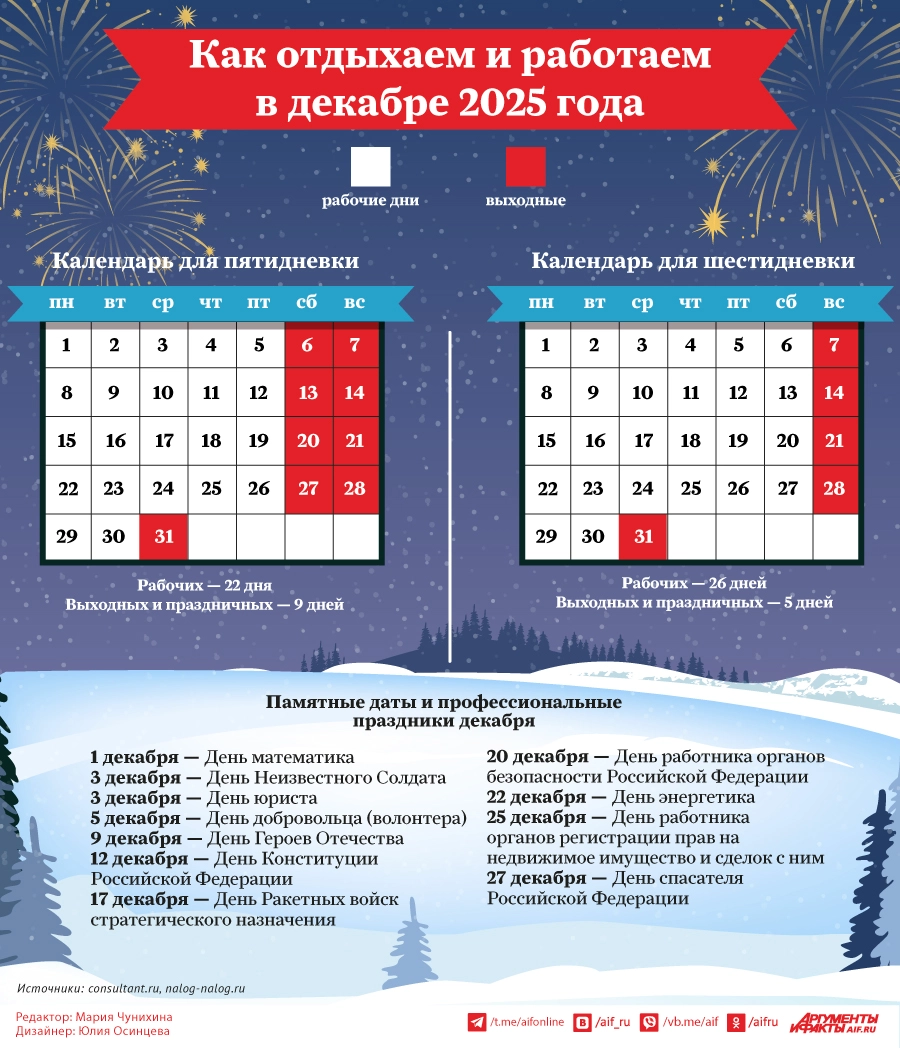 Как отдыхаем и работаем
в декабре 2025 года
рабочие дни
выходные
Календарь для пятидневки
пн вт ср чт пт сб вс
1 2 3 4 5 6 7
8 9 10 11 12 13 14
15 16 17 18 19 20 21
22 23 24 25 26 27 28
29 30 31
Рабочих — 22 дня
Выходных и праздничных — 9 дней
Календарь для шестидневки
пн вт ср чт пт сб вс
1 2 3 4 5 6 7
8 9 10 11 12 13 14
15 16 17 18 19 20 21
22 23 24 25 26 27 28
29 30 31
Рабочих — 26 дней
Выходных и праздничных — 5 дней
Памятные даты и профессиональные
праздники декабря
1 декабря — День математика
3 декабря — День Неизвестного Солдата
3 декабря — День юриста
5 декабря — День добровольца (волонтера)
9 декабря — День Героев Отечества
12 декабря — День Конституции
Российской Федерации
17 декабря — День Ракетных войск
стратегического назначения
20 декабря — День работника органов
безопасности Российской Федерации
22 декабря — День энергетика
25 декабря — День работника
органов регистрации прав на
недвижимое имущество и сделок с ним
27 декабря — День спасателя
Российской Федерации
Источники: consultant.ru, nalog-nalog.ru
Редактор: Мария Чунихина
Дизайнер: Юлия Осинцева
/t.me/aifonline /aif_ru /vb.me/aif /aifru
АРГУМЕНТЫ
И ФАКТЫ AIF.RU